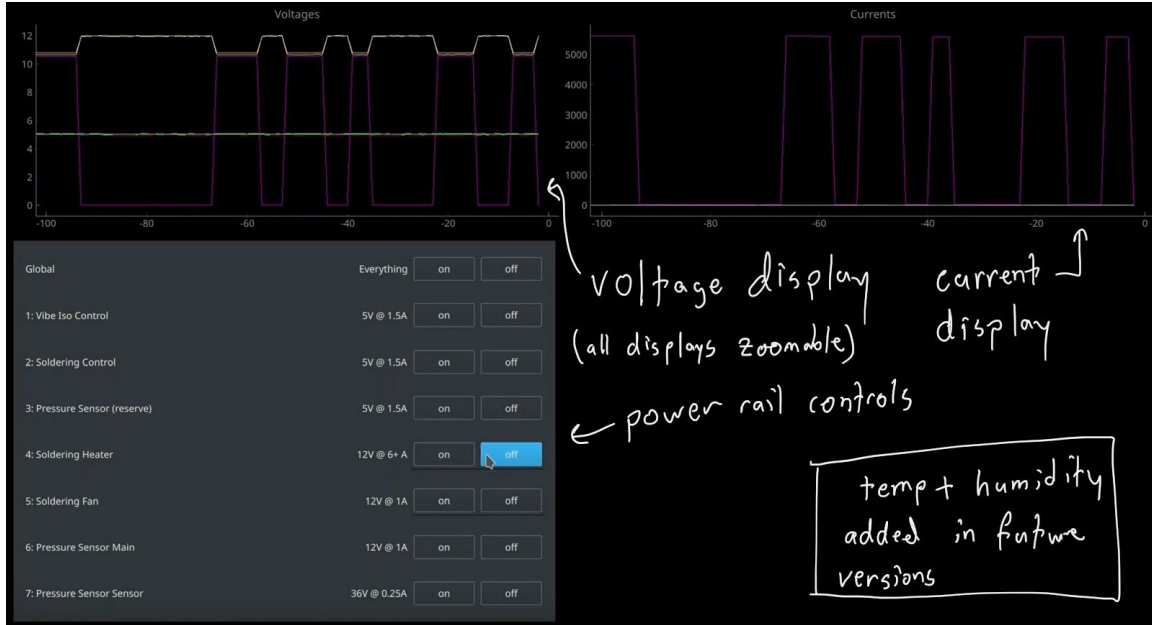 Voltages
12
10
8
6
4
2
0
-100
-80
-60
-40
-20
0
Currents
5000
4000
3000
2000
1000
0
-100
-80
-60
-40
-20
0
Global Everything on off
1: Vibe Iso Control 5V @ 1.5A on off
2: Soldering Control 5V @ 1.5A on off
3: Pressure Sensor (reserve) 5V @ 1.5A on off
4: Soldering Heater 12V @ 6+ A on off
5: Soldering Fan 12V @ 1A on off
6: Pressure Sensor Main 12V @ 1A on off
7: Pressure Sensor Sensor 36V @ 0.25A on off
voltage display
(all displays zoomable)
current
display
power rail controls
temp + humidity
added in future
versions